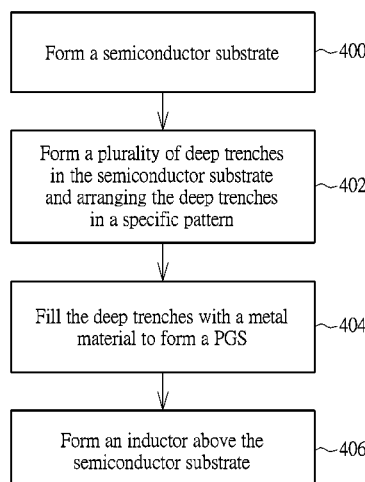 Form a semiconductor substrate
400
Form a plurality of deep trenches
in the semiconductor substrate
and arranging the deep trenches
in a specific pattern
402
Fill the deep trenches with a metal
material to form a PGS
404
Form an inductor above the
semiconductor substrate
406